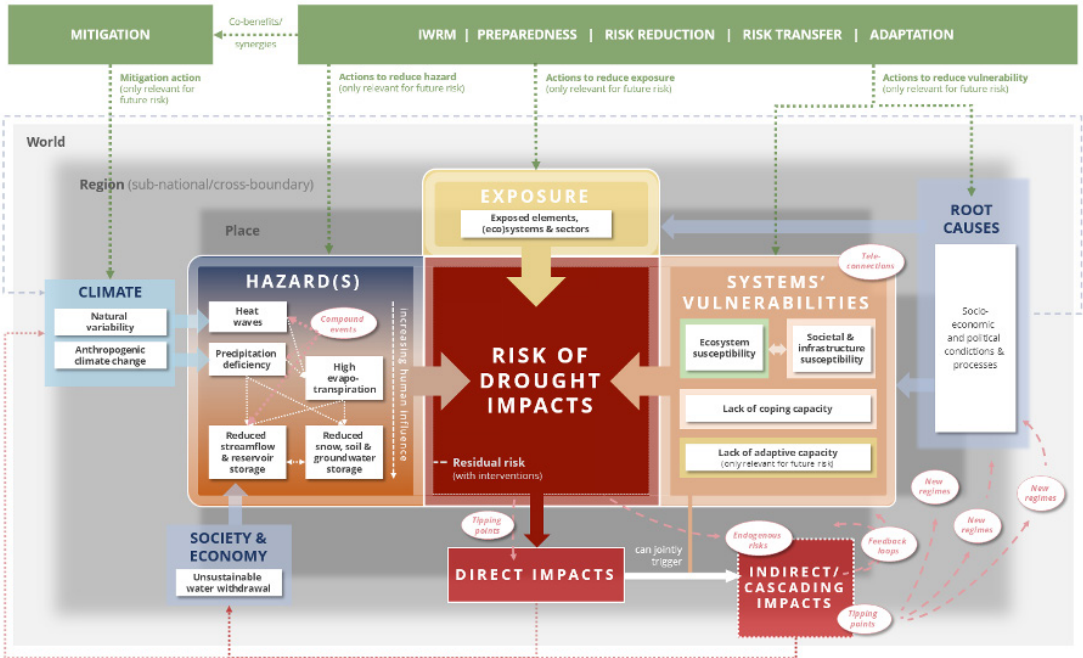 MITIGATION
Co-benefits/
synergies
IWRM | PREPAREDNESS | RISK REDUCTION | RISK TRANSFER | ADAPTATION
Mitigation action
(only relevant for
future risk)
Actions to reduce hazard
(only relevant for future risk)
Actions to reduce exposure
(only relevant for future risk)
Actions to reduce vulnerability
(only relevant for future risk)
World
Region (sub-national/cross-boundary)
Place
EXPOSURE
Exposed elements,
(eco)systems & sectors
ROOT
CAUSES
Socio-
economic
and political
conditions &
processes
CLIMATE
Natural
variability
Anthropogenic
climate change
HAZARD(S)
Heat
waves
Compound
events
Precipitation
deficiency
High
evapo-
transpiration
Reduced
streamflow
& reservoir
storage
Reduced
snow, soil &
groundwater
storage
increasing human influence
RISK OF
DROUGHT
IMPACTS
Residual risk
(with interventions)
Tele-
connections
SYSTEMS'
VULNERABILITIES
Ecosystem
susceptibility
Societal &
infrastructure
susceptibility
Lack of coping capacity
Lack of adaptive capacity
(only relevant for future risk)
SOCIETY &
ECONOMY
Unsustainable
water withdrawal
Tipping
points
DIRECT IMPACTS
can jointly
trigger
Endogenous
risks
Feedback
loops
New
regimes
New
regimes
New
regimes
INDIRECT/
CASCADING
IMPACTS
Tipping
points